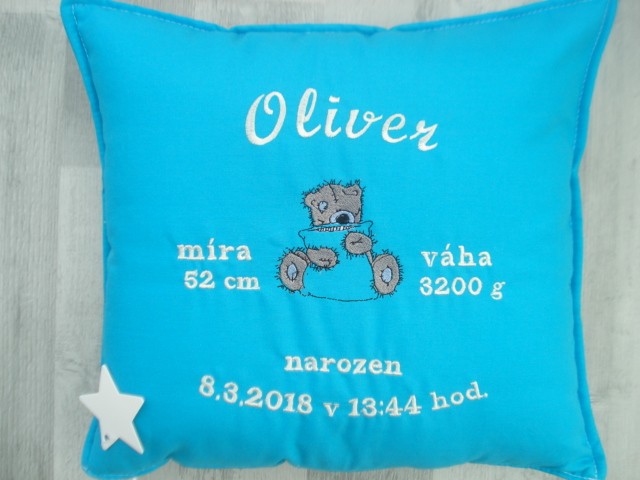 Oliver
míra
52 cm
váha
3200 g
narozen
8.3.2018 v 13:44 hod.